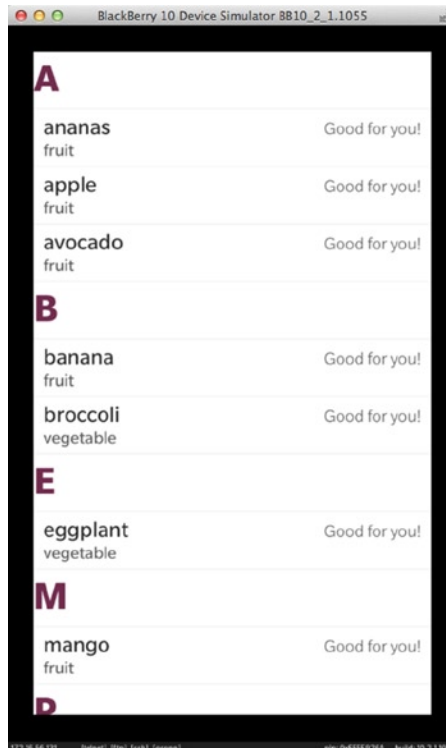 BlackBerry 10 Device Simulator BB10_2_1.1055
A
ananas Good for you!
fruit
apple Good for you!
fruit
avocado Good for you!
fruit
B
banana Good for you!
fruit
broccoli Good for you!
vegetable
E
eggplant Good for you!
vegetable
M
mango Good for you!
fruit